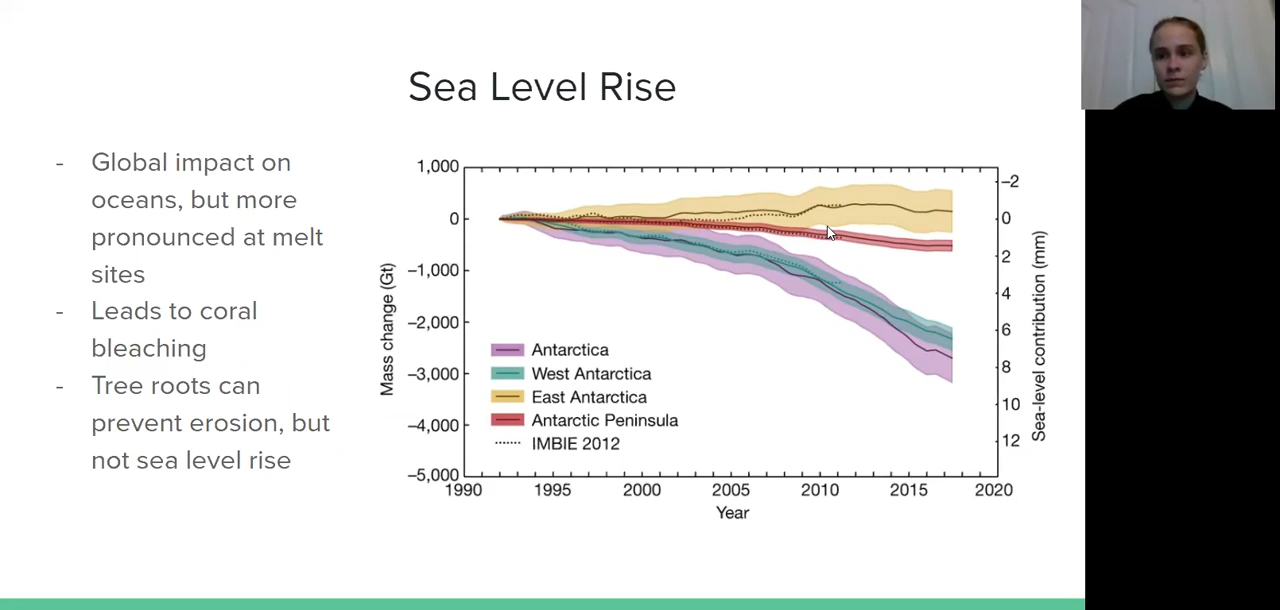 Sea Level Rise
- Global impact on
oceans, but more
pronounced at melt
sites
- Leads to coral
bleaching
- Tree roots can
prevent erosion, but
not sea level rise
1,000
0
–1,000
–2,000
–3,000
–4,000
–5,000
Mass change (Gt)
Antarctica
West Antarctica
East Antarctica
Antarctic Peninsula
IMBIE 2012
–2
0
2
4
6
8
10
12
Sea-level contribution (mm)
1990 1995 2000 2005 2010 2015 2020
Year